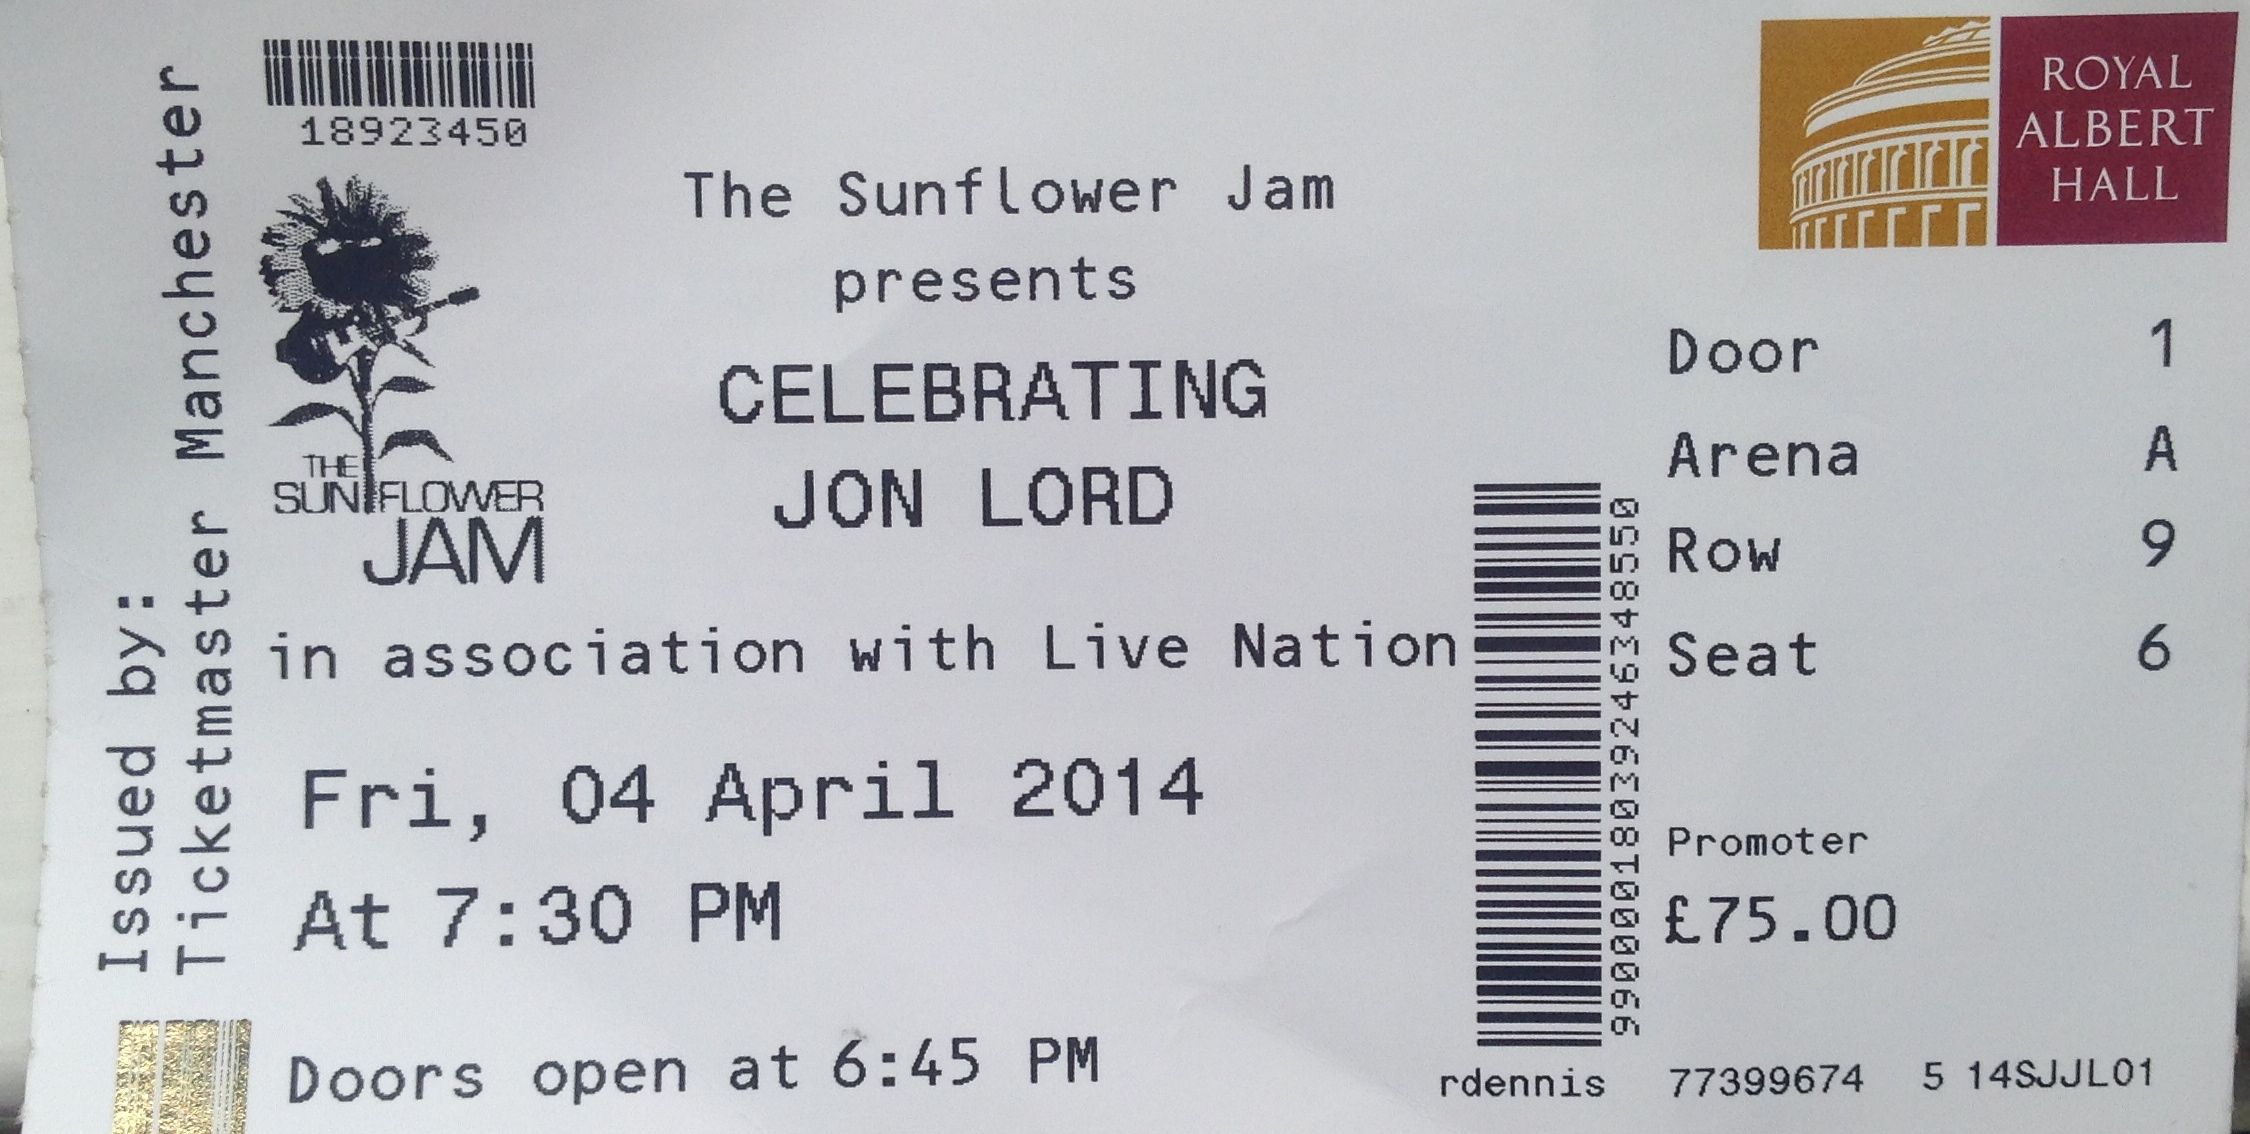 Issued by:
Ticketmaster Manchester
18923450
THE
SUNFLOWER
JAM
The Sunflower Jam
presents
CELEBRATING
JON LORD
in association with Live Nation
Fri, 04 April 2014
At 7:30 PM
Doors open at 6:45 PM
99000018039246348550
ROYAL
ALBERT
HALL
Door 1
Arena A
Row 9
Seat 6
Promoter
£75.00
rdennis 77399674 5 14SJJL01